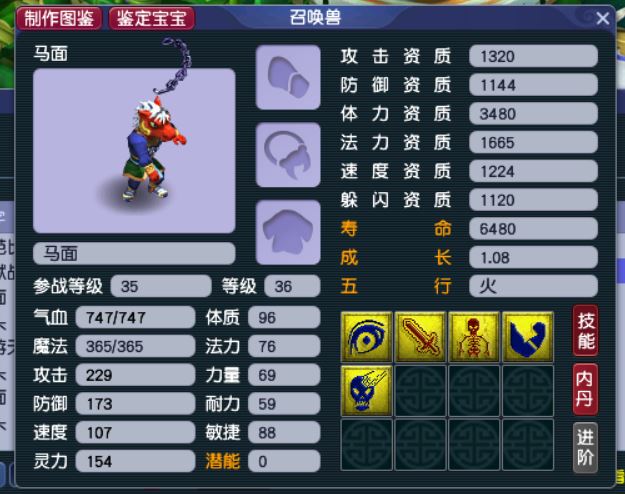 制作图鉴 鉴定宝宝 召唤兽
马面
马面
参战等级 35 等级 36
气血 747/747 体质 96
魔法 365/365 法力 76
攻击 229 力量 69
防御 173 耐力 59
速度 107 敏捷 88
灵力 154 潜能 0
攻击资质 1320
防御资质 1144
体力资质 3480
法力资质 1665
速度资质 1224
躲闪资质 1120
寿命 6480
成长 1.08
五行 火
技能
内丹
进阶